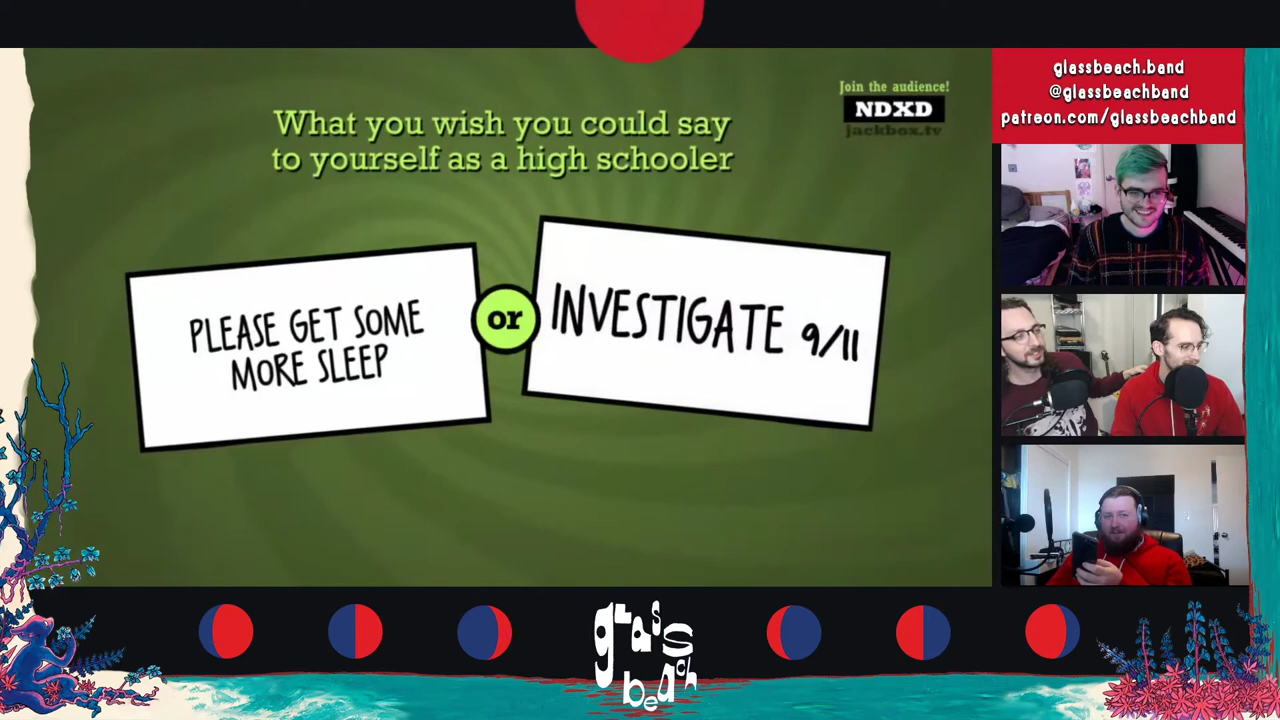 glassbeach.band
@glassbeachband
patreon.com/glassbeachband
Join the audience!
NDXD
jackbox.tv
What you wish you could say
to yourself as a high schooler
PLEASE GET SOME
MORE SLEEP
or
INVESTIGATE 9/11
glass
beach